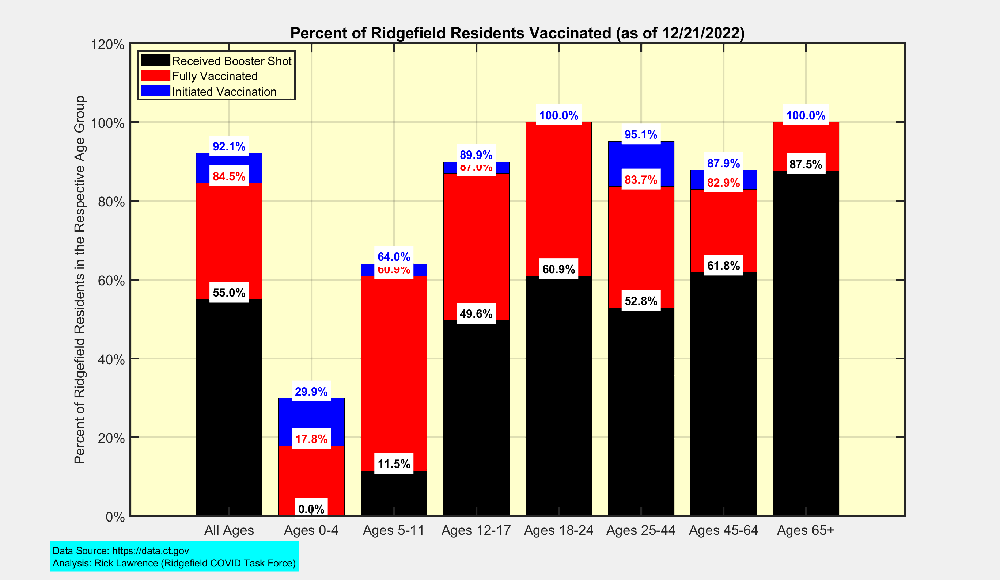 Percent of Ridgefield Residents Vaccinated (as of 12/21/2022)
Percent of Ridgefield Residents in the Respective Age Group
120%
100%
80%
60%
40%
20%
0%
Received Booster Shot
Fully Vaccinated
Initiated Vaccination
92.1%
84.5%
55.0%
29.9%
17.8%
0.0%
64.0%
60.9%
11.5%
89.9%
87.0%
49.6%
100.0%
60.9%
95.1%
83.7%
52.8%
87.9%
82.9%
61.8%
100.0%
87.5%
All Ages
Ages 0-4
Ages 5-11
Ages 12-17
Ages 18-24
Ages 25-44
Ages 45-64
Ages 65+
Data Source: https://data.ct.gov
Analysis: Rick Lawrence (Ridgefield COVID Task Force)